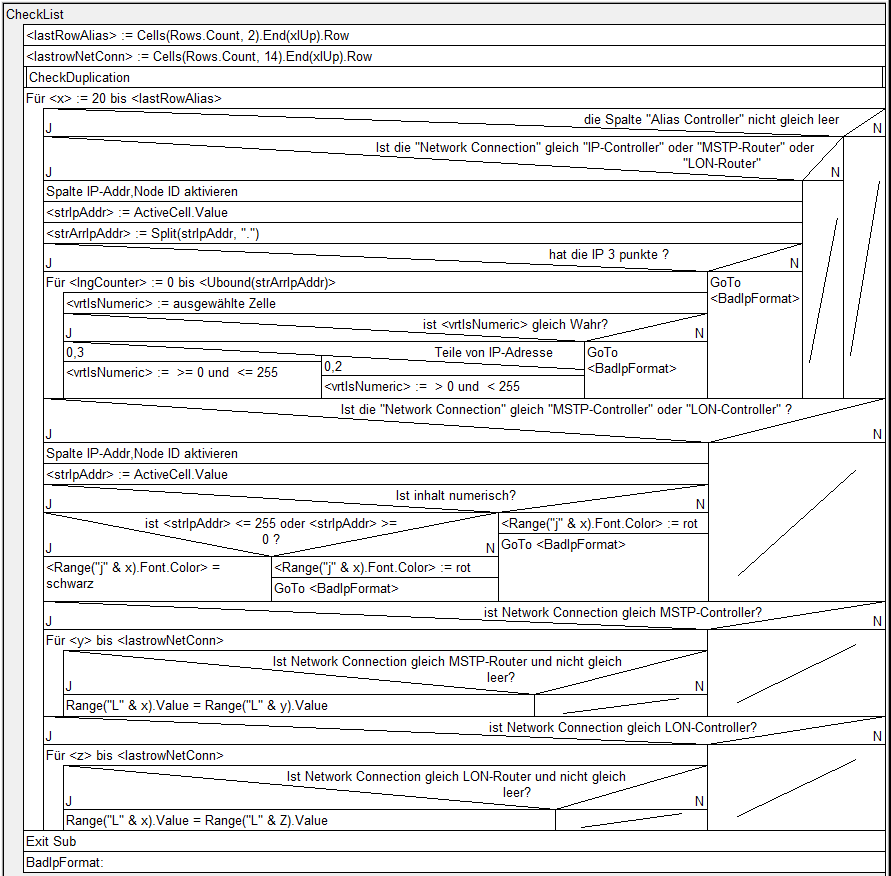 CheckList
<lastRowAlias> := Cells(Rows.Count, 2).End(xlUp).Row
<lastrowNetConn> := Cells(Rows.Count, 14).End(xlUp).Row
CheckDuplication
Für <x> := 20 bis <lastRowAlias>
die Spalte "Alias Controller" nicht gleich leer
J
N
Ist die "Network Connection" gleich "IP-Controller" oder "MSTP-Router" oder
"LON-Router"
J
N
Spalte IP-Addr,Node ID aktivieren
<strIpAddr> := ActiveCell.Value
<strArrIpAddr> := Split(strIpAddr, ".")
hat die IP 3 punkte ?
J
N
Für <lngCounter> := 0 bis <Ubound(strArrIpAddr)>
GoTo
<BadIpFormat>
<vrtIsNumeric> := ausgewählte Zelle
ist <vrtIsNumeric> gleich Wahr?
J
N
0,3
Teile von IP-Adresse
GoTo
<BadIpFormat>
0,2
<vrtIsNumeric> :=  >= 0 und  <= 255
<vrtIsNumeric> :=  > 0 und  < 255
Ist die "Network Connection" gleich "MSTP-Controller" oder "LON-Controller" ?
J
N
Spalte IP-Addr,Node ID aktivieren
<strIpAddr> := ActiveCell.Value
Ist inhalt numerisch?
J
N
ist <strIpAddr> <= 255 oder <strIpAddr> >=
0 ?
J
N
<Range("j" & x).Font.Color> := rot
GoTo <BadIpFormat>
<Range("j" & x).Font.Color> =
schwarz
<Range("j" & x).Font.Color> := rot
GoTo <BadIpFormat>
ist Network Connection gleich MSTP-Controller?
J
N
Für <y> bis <lastrowNetConn>
Ist Network Connection gleich MSTP-Router und nicht gleich
leer?
J
N
Range("L" & x).Value = Range("L" & y).Value
ist Network Connection gleich LON-Controller?
J
N
Für <z> bis <lastrowNetConn>
Ist Network Connection gleich LON-Router und nicht gleich
leer?
J
N
Range("L" & x).Value = Range("L" & Z).Value
Exit Sub
BadIpFormat: